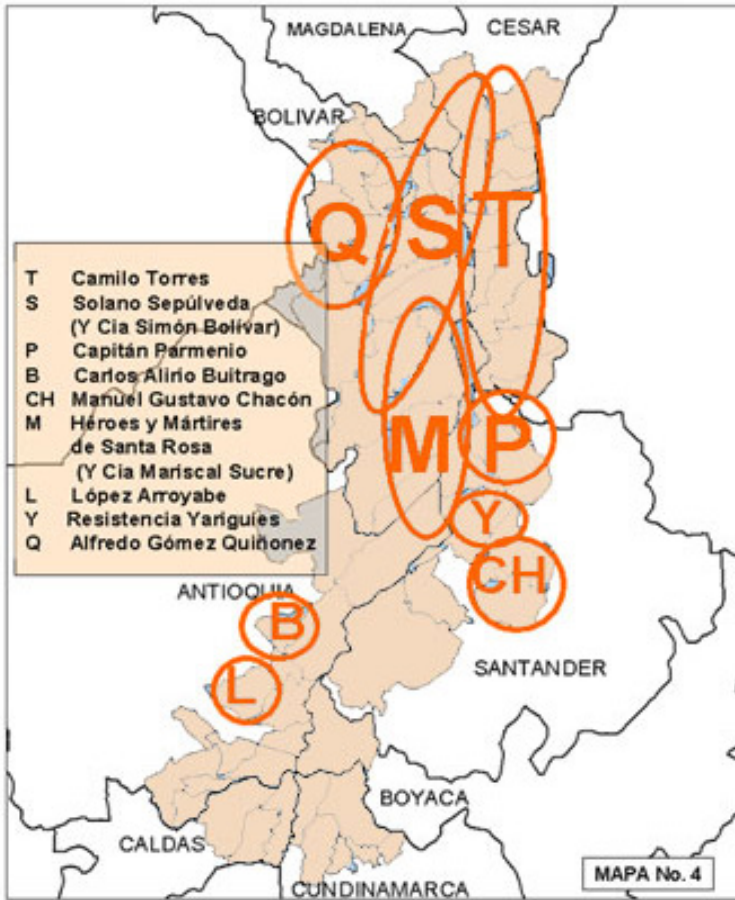 MAGDALENA
CESAR
BOLIVAR
Q
S
T
T Camilo Torres
S Solano Sepúlveda
(Y Cia Simón Bolívar)
P Capitán Parmenio
B Carlos Alirio Buitrago
CH Manuel Gustavo Chacón
M Héroes y Mártires
de Santa Rosa
(Y Cia Mariscal Sucre)
L López Arroyabe
Y Resistencia Yariguíes
Q Alfredo Gómez Quiñonez
M
P
Y
CH
ANTIOQUIA
B
L
SANTANDER
BOYACA
CALDAS
CUNDINAMARCA
MAPA No. 4